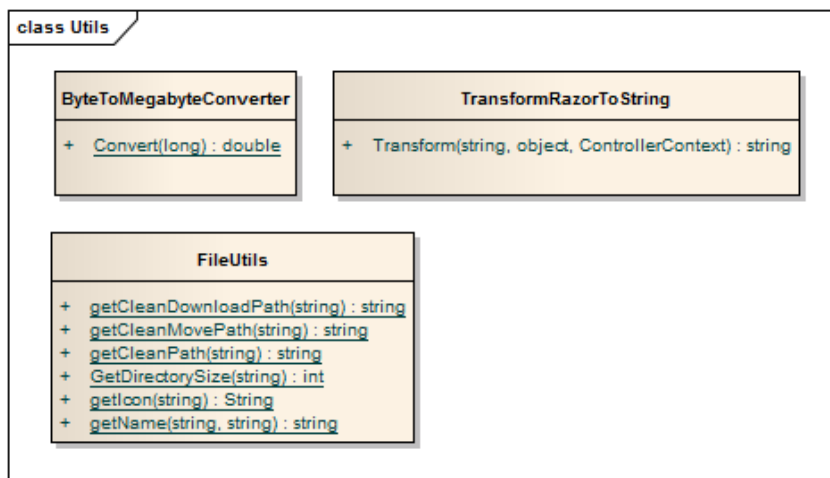 class Utils
ByteToMegabyteConverter
+ Convert(long) : double
TransformRazorToString
+ Transform(string, object, ControllerContext) : string
FileUtils
+ getCleanDownloadPath(string) : string
+ getCleanMovePath(string) : string
+ getCleanPath(string) : string
+ GetDirectorySize(string) : int
+ getIcon(string) : String
+ getName(string, string) : string